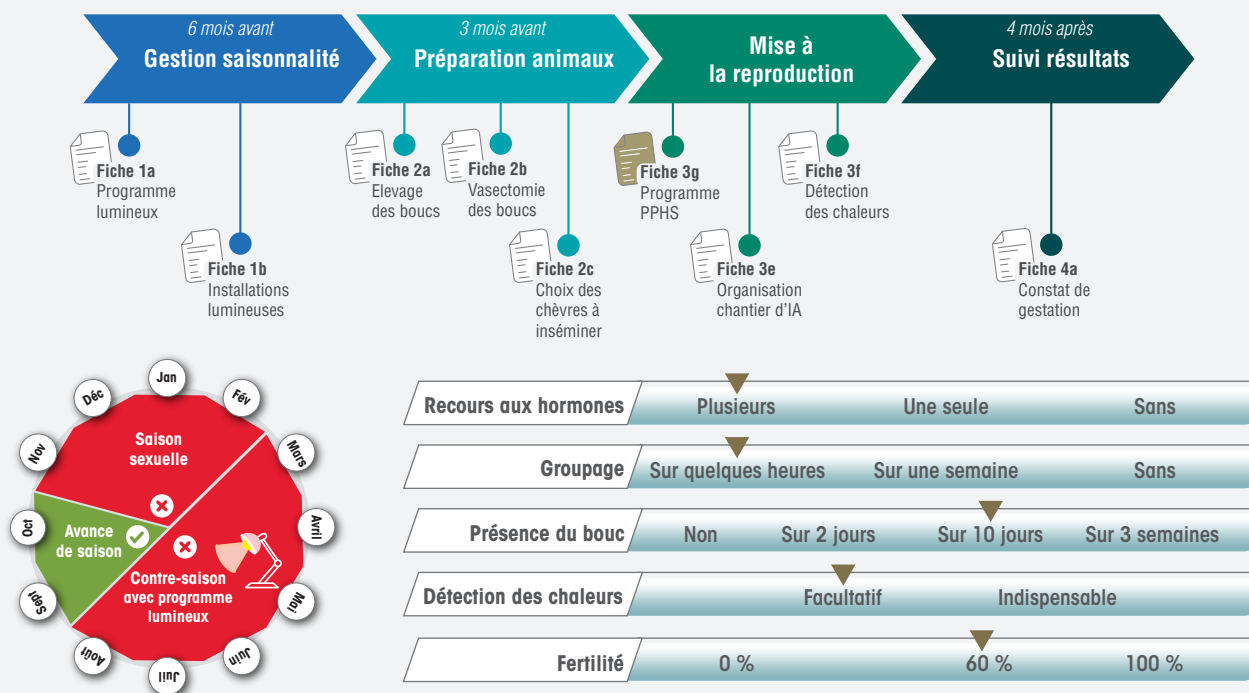 6 mois avant
Gestion saisonnalité
3 mois avant
Préparation animaux
Mise à
la reproduction
4 mois après
Suivi résultats
Fiche 1a
Programme
lumineux
Fiche 1b
Installations
lumineuses
Fiche 2a
Elevage
des boucs
Fiche 2b
Vasectomie
des boucs
Fiche 2c
Choix des
chèvres à
inséminer
Fiche 3g
Programme
PPHS
Fiche 3e
Organisation
chantier d'IA
Fiche 3f
Détection
des chaleurs
Fiche 4a
Constat de
gestation
Jan
Fév
Mars
Avril
Mai
Juin
Juil
Août
Sept
Oct
Nov
Déc
Saison
sexuelle
Avance
de saison
Contre-saison
avec programme
lumineux
Recours aux hormones Plusieurs Une seule Sans
Groupage Sur quelques heures Sur une semaine Sans
Présence du bouc Non Sur 2 jours Sur 10 jours Sur 3 semaines
Détection des chaleurs Facultatif Indispensable
Fertilité 0 % 60 % 100 %